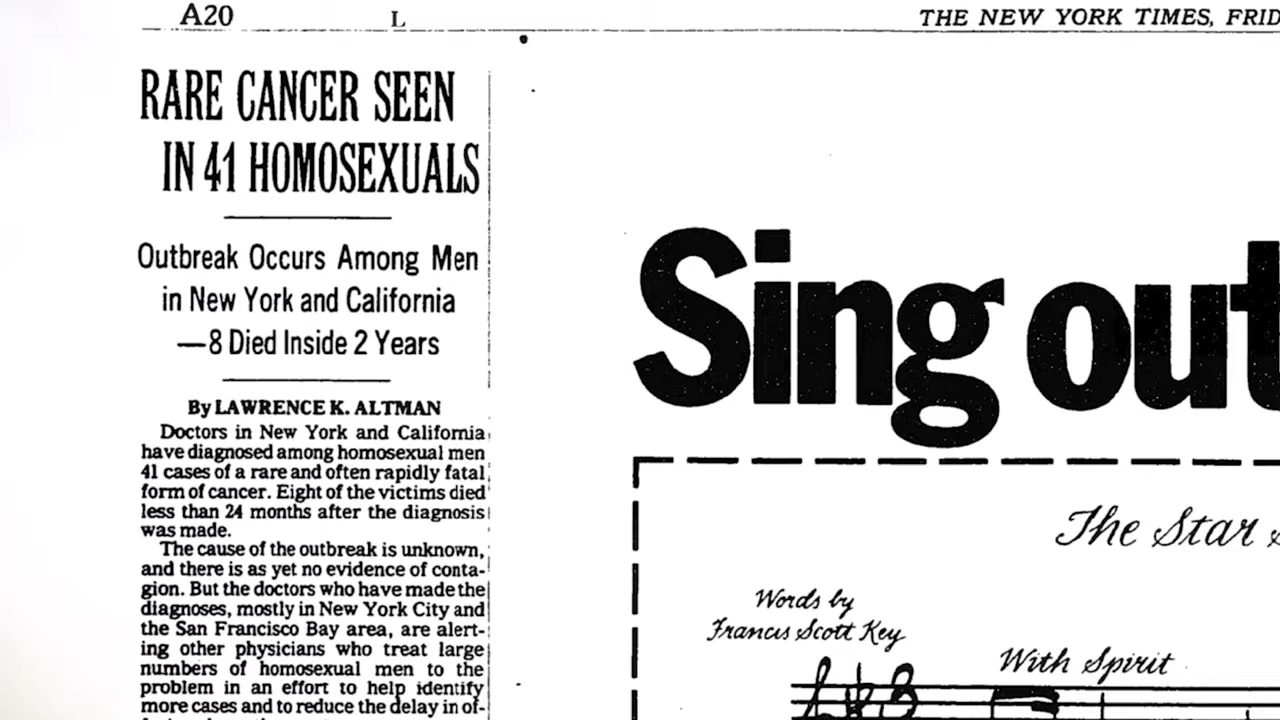 A20
L
THE NEW YORK TIMES, FRID
RARE CANCER SEEN
IN 41 HOMOSEXUALS
Outbreak Occurs Among Men
in New York and California
—8 Died Inside 2 Years
By LAWRENCE K. ALTMAN
Doctors in New York and California
have diagnosed among homosexual men
41 cases of a rare and often rapidly fatal
form of cancer. Eight of the victims died
less than 24 months after the diagnosis
was made.
The cause of the outbreak is unknown,
and there is as yet no evidence of conta-
gion. But the doctors who have made the
diagnoses, mostly in New York City and
the San Francisco Bay area, are alert-
ing other physicians who treat large
numbers of homosexual men to the
problem in an effort to help identify
more cases and to reduce the delay in of-
Sing out
The Star
Words by
Francis Scott Key
With Spirit